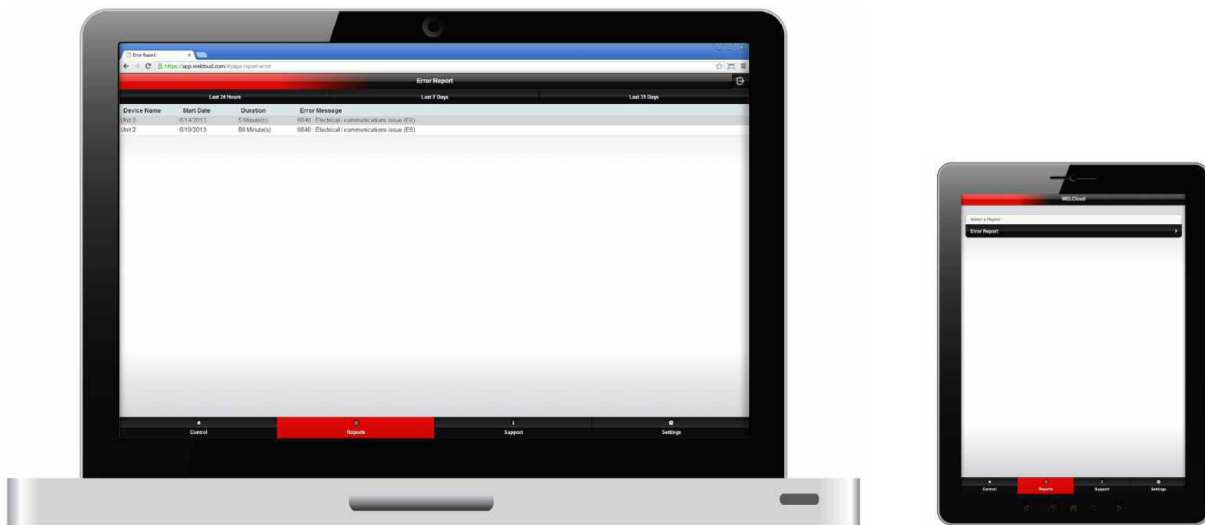 Error Report
https://app.melcloud.com/#page-report-error
Error Report
Last 24 Hours Last 7 Days Last 31 Days
Device Name Start Date Duration Error Message
Unit 2 6/14/2013 5 Minute(s) 6840 : Electrical / communications issue (E6)
Unit 2 6/19/2013 88 Minute(s) 6840 : Electrical / communications issue (E6)
Control Reports Support Settings
MELCloud
Select a Report
Error Report
Control Reports Support Settings